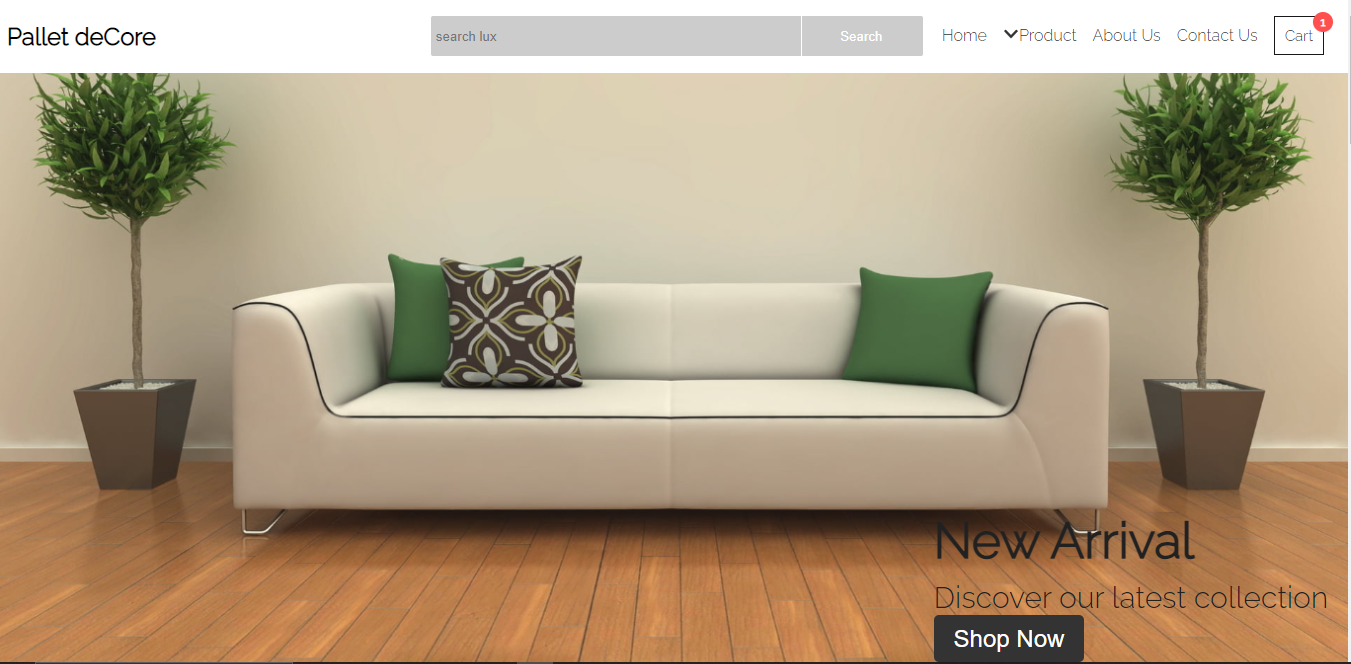 Pallet deCore
search lux
Search
Home
Product
About Us
Contact Us
Cart
1
New Arrival
Discover our latest collection
Shop Now